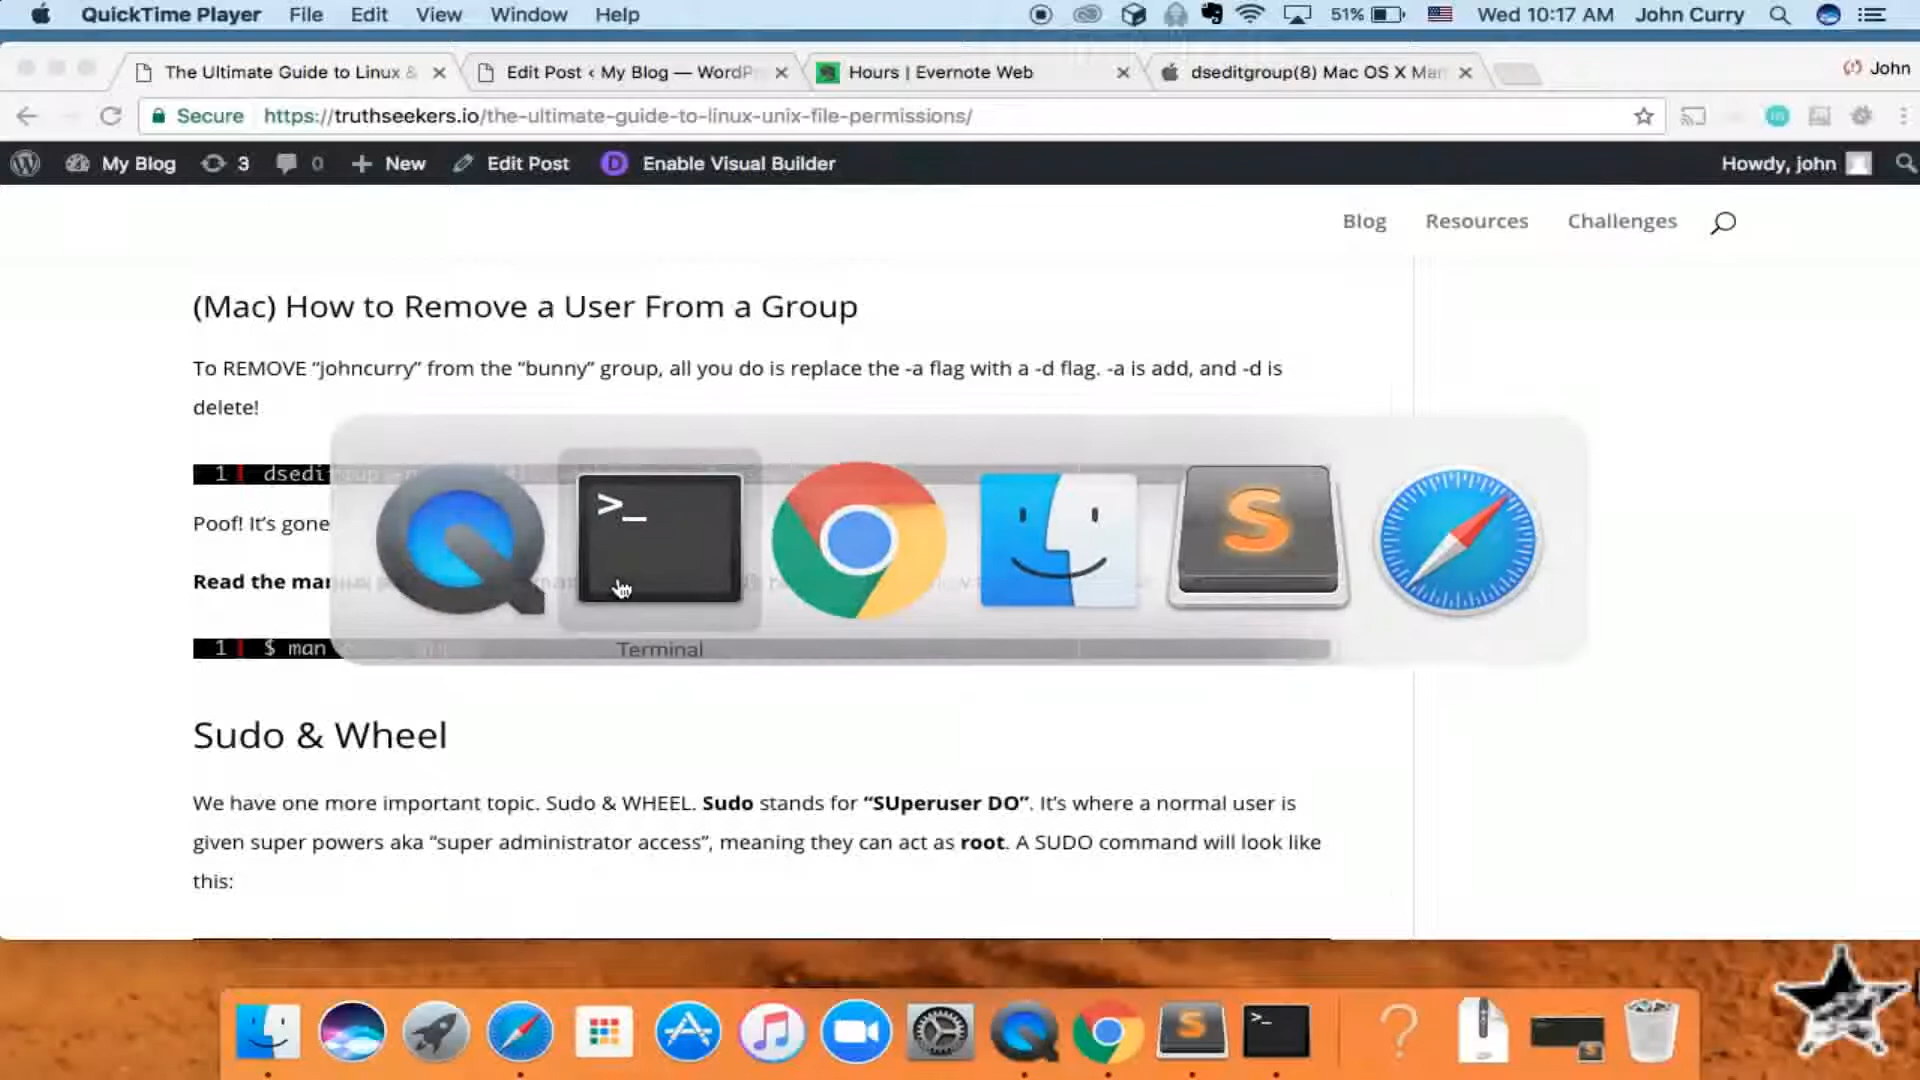 QuickTime Player File Edit View Window Help 51% Wed 10:17 AM John Curry
The Ultimate Guide to Linux & Edit Post ‹ My Blog — WordP Hours | Evernote Web dseditgroup(8) Mac OS X Man John
Secure https://truthseekers.io/the-ultimate-guide-to-linux-unix-file-permissions/
My Blog 3 0 New Edit Post Enable Visual Builder Howdy, john
Blog Resources Challenges
(Mac) How to Remove a User From a Group
To REMOVE “johncurry” from the “bunny” group, all you do is replace the -a flag with a -d flag. -a is add, and -d is
delete!
1
Poof! It’s gone
Read the
1 $ man
Terminal
Sudo & Wheel
We have one more important topic. Sudo & WHEEL. Sudo stands for “SUperuser DO”. It’s where a normal user is
given super powers aka “super administrator access”, meaning they can act as root. A SUDO command will look like
this: